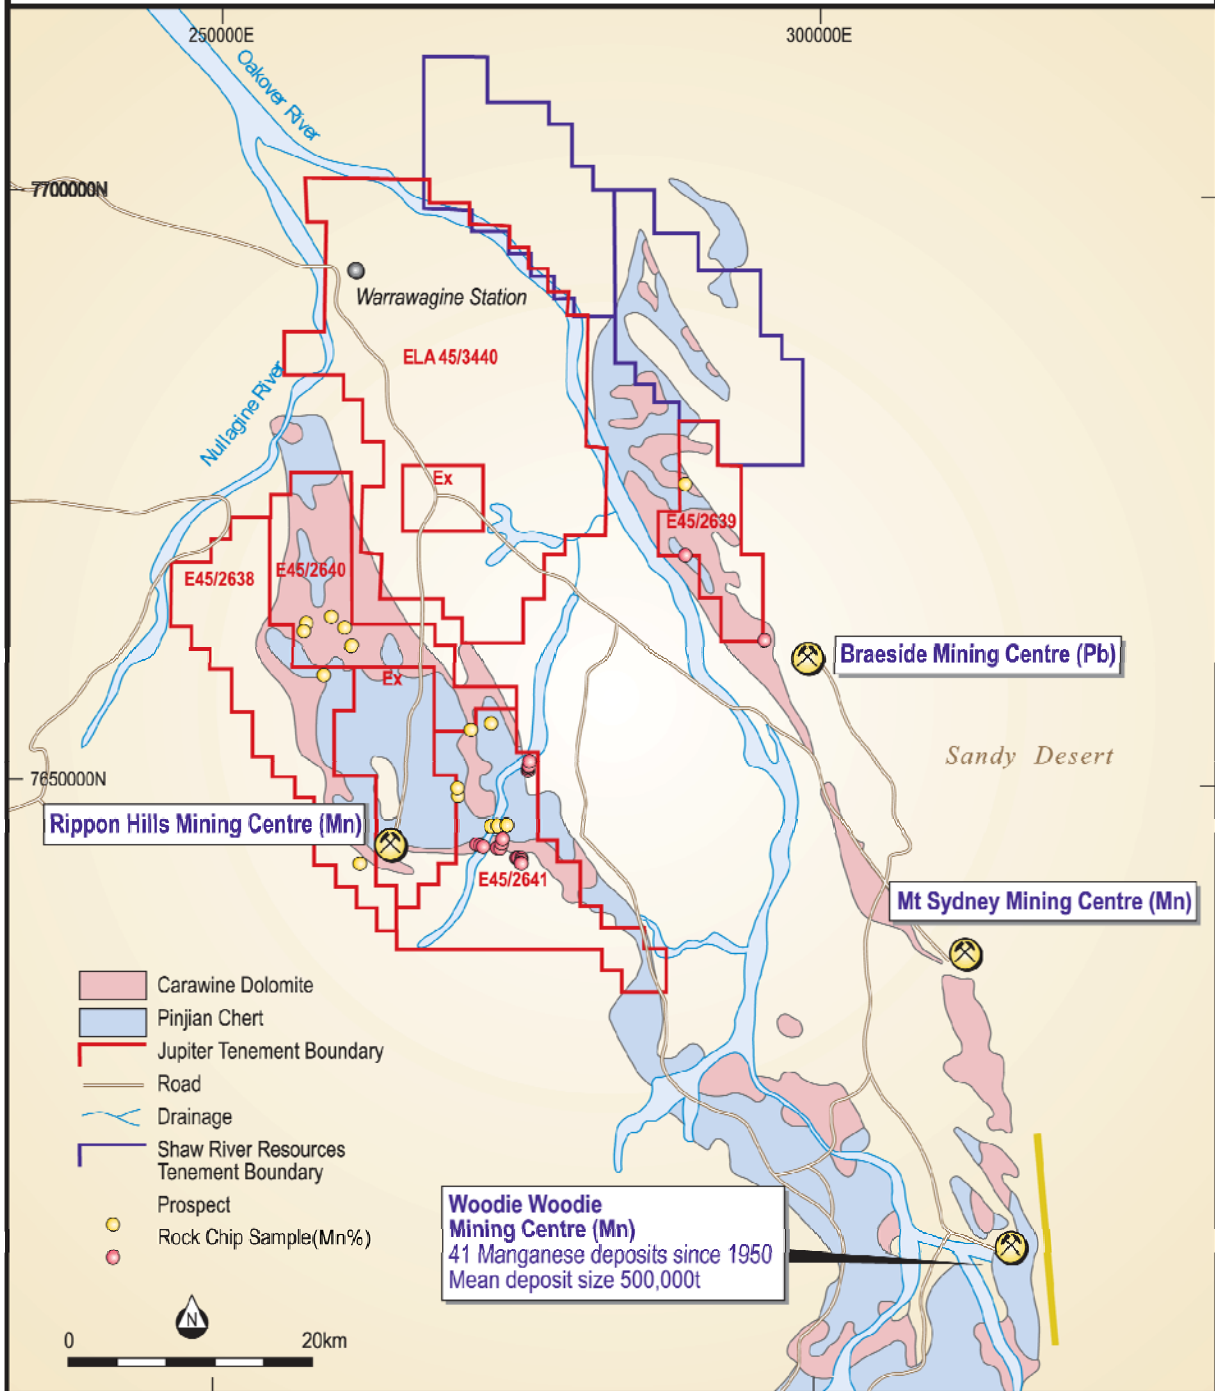 250000E
300000E
Oakover River
7700000N
Warrawagine Station
ELA 45/3440
Nullagine River
Ex
E45/2639
E45/2638
E45/2640
Braeside Mining Centre (Pb)
Ex
Sandy Desert
7650000N
Rippon Hills Mining Centre (Mn)
E45/2641
Mt Sydney Mining Centre (Mn)
Carawine Dolomite
Pinjian Chert
Jupiter Tenement Boundary
Road
Drainage
Shaw River Resources
Tenement Boundary
Prospect
Rock Chip Sample(Mn%)
Woodie Woodie
Mining Centre (Mn)
41 Manganese deposits since 1950
Mean deposit size 500,000t
N
0
20km